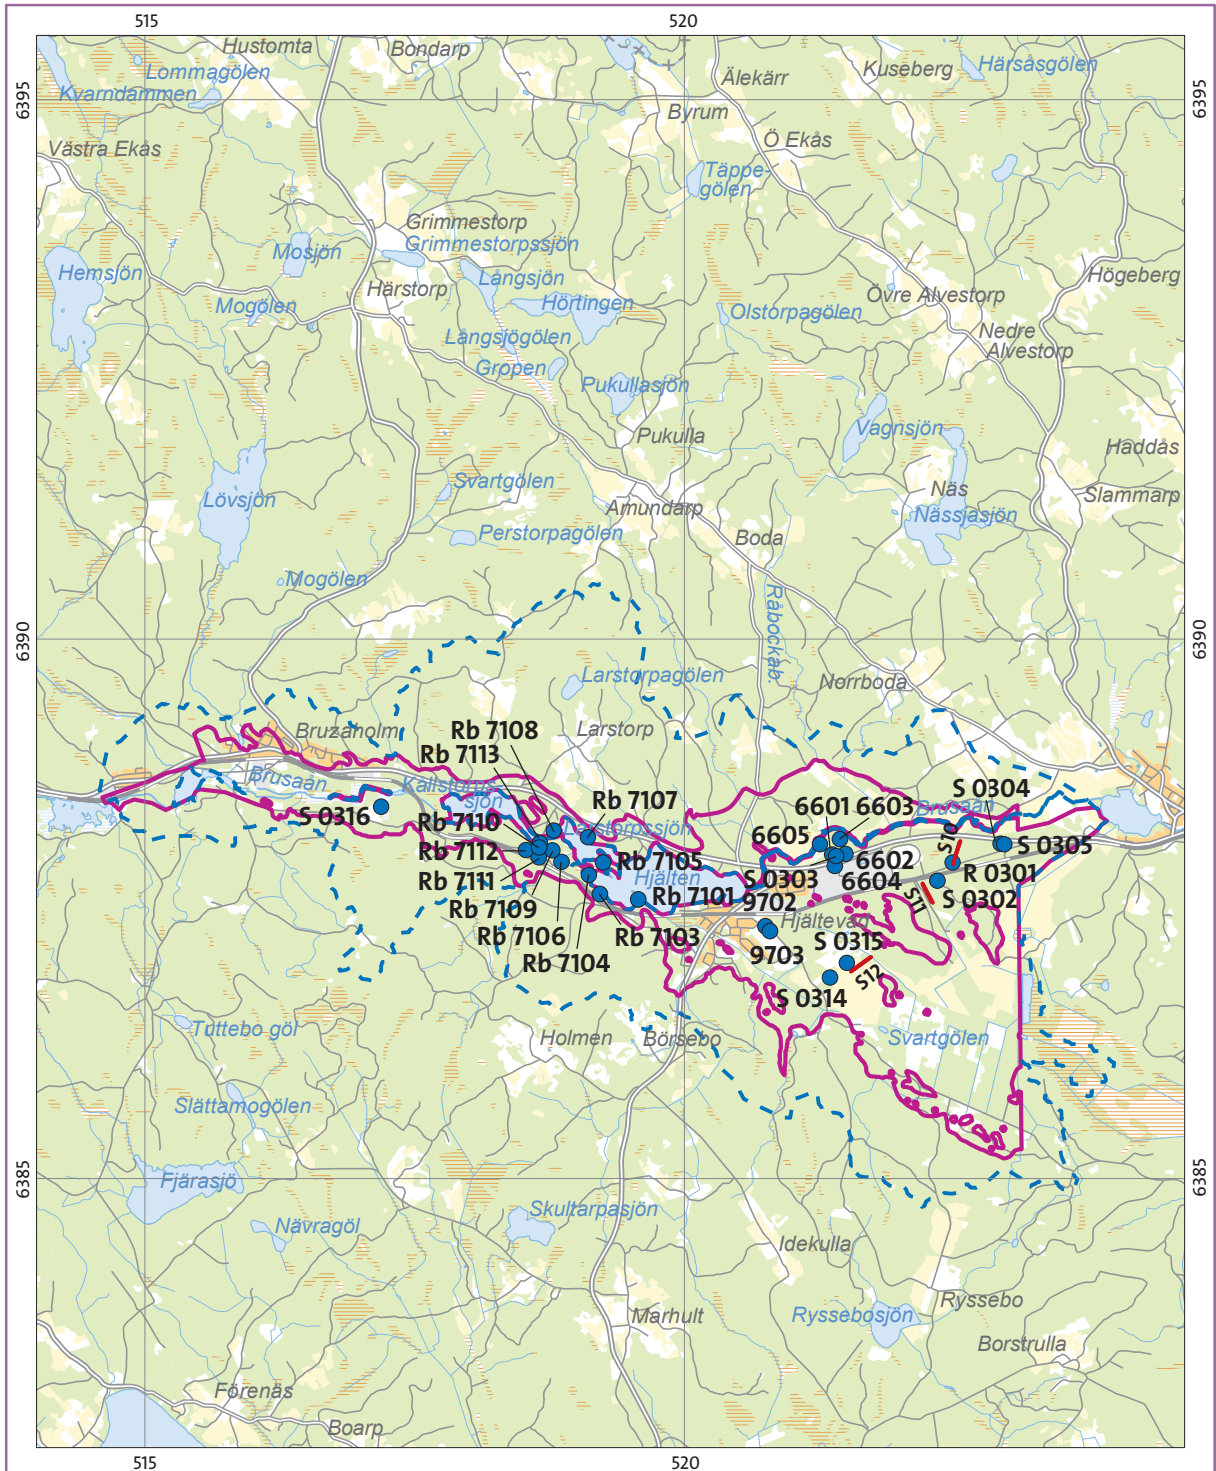 515
520
Hustomta
Bondarp
Lommagölen
Älekärr
Kuseberg
Härsåsgölen
Kvarndammen
6395
6395
Byrum
Västra Ekås
Ö Ekås
Täppe-
gölen
Grimmestorp
Grimmestorpssjön
Mosjön
Hemsjön
Långsjön
Högeberg
Härstorp
Övre Alvestorp
Mogölen
Hörtingen
Olstorpagölen
Långsjögölen
Nedre
Alvestorp
Gropen
Pukullasjön
Vagnsjön
Pukulla
Haddås
Svartgölen
Näs
Lövsjön
Slammarp
Amundarp
Nässjasjön
Perstorpagölen
Boda
Mogölen
Råbockab.
6390
6390
Larstorpagölen
Norrboda
Bruzaholm
Rb 7108
Larstorp
Rb 7113
Brusaån
Kallstorps-
sjön
S 0304
Rb 7107
6601 6603
Brusaån
S 0316
Rb 7110
Larstorpssjön
6605
S10
S 0305
Rb 7112
Rb 7105
6602
R 0301
Rb 7111
Hjälten
S 0303
6604
S11
S 0302
Rb 7101
9702
Rb 7109
Hjältevad
Rb 7106
Rb 7103
S 0315
9703
Rb 7104
S12
S 0314
Tuttebo göl
Holmen
Börsebo
Svartgölen
Slättamogölen
6385
6385
Fjärasjö
Skultarpasjön
Nävragöl
Idekulla
Ryssebo
Marhult
Ryssebosjön
Borstrulla
Förenäs
Boarp
515
520